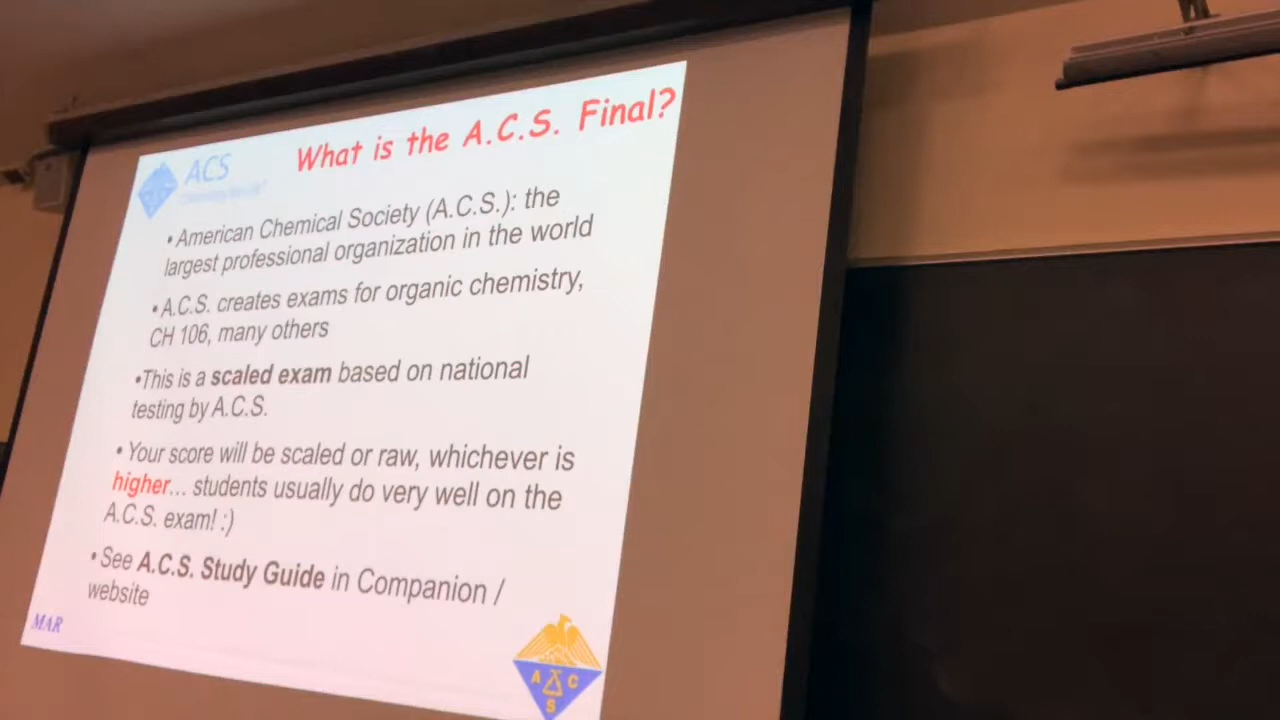 What is the A.C.S. Final?
ACS
• American Chemical Society (A.C.S.): the
largest professional organization in the world
• A.C.S. creates exams for organic chemistry,
CH 106, many others
•This is a scaled exam based on national
testing by A.C.S.
• Your score will be scaled or raw, whichever is
higher... students usually do very well on the
A.C.S. exam! :)
• See A.C.S. Study Guide in Companion /
website
MAR
A C
S